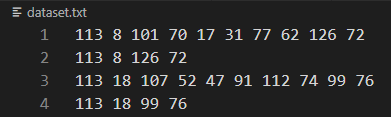 dataset.txt
1 113 8 101 70 17 31 77 62 126 72
2 113 8 126 72
3 113 18 107 52 47 91 112 74 99 76
4 113 18 99 76